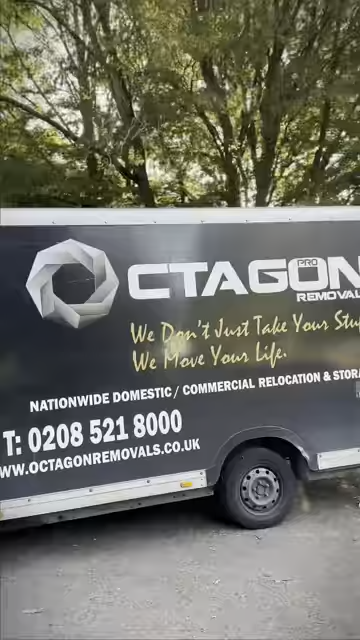 CTAGON
PRO
REMOVAL
We Don't Just Take Your Stu
We Move Your Life.
NATIONWIDE DOMESTIC / COMMERCIAL RELOCATION & STORA
T: 0208 521 8000
WWW.OCTAGONREMOVALS.CO.UK